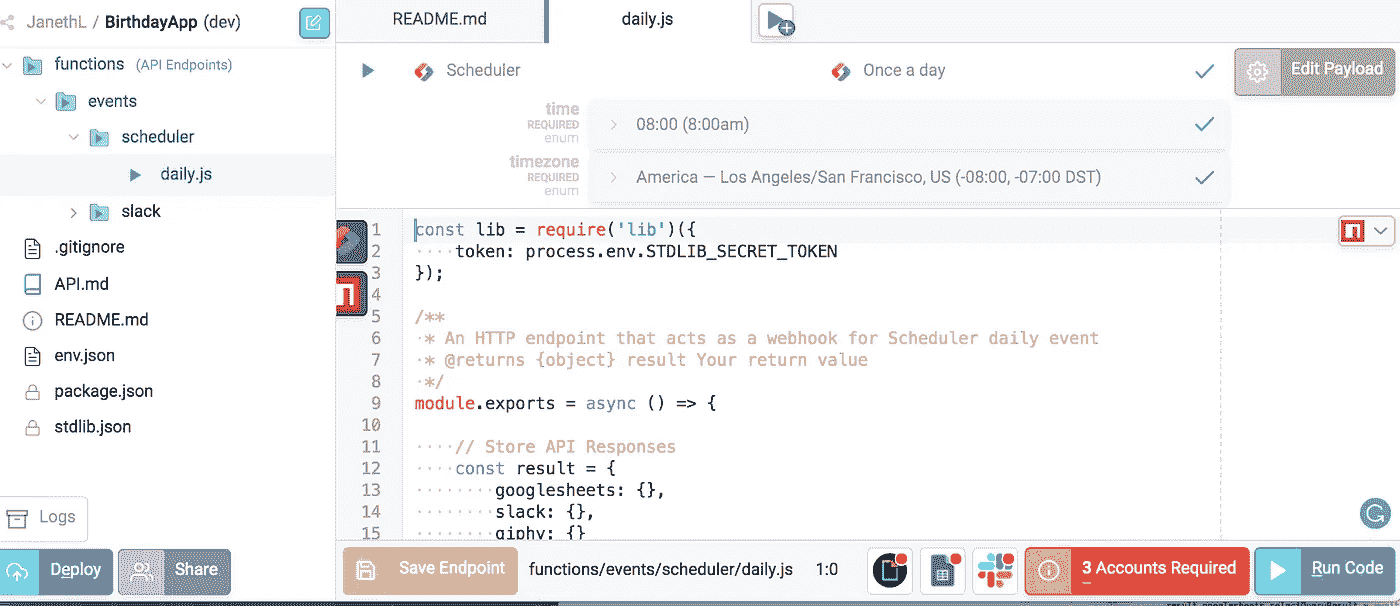 JanethL / BirthdayApp (dev)
README.md
daily.js
functions (API Endpoints)
events
scheduler
daily.js
slack
.gitignore
API.md
README.md
env.json
package.json
stdlib.json
Logs
Deploy
Share
Scheduler
Once a day
Edit Payload
time
REQUIRED
enum
08:00 (8:00am)
timezone
REQUIRED
enum
America — Los Angeles/San Francisco, US (-08:00, -07:00 DST)
1 const lib = require('lib')({
2 ····token: process.env.STDLIB_SECRET_TOKEN
3 });
4
5 /**
6 ·* An HTTP endpoint that acts as a webhook for Scheduler daily event
7 ·* @returns {object} result Your return value
8 ·*/
9 module.exports = async () => {
10
11 ····// Store API Responses
12 ····const result = {
13 ········googlesheets: {},
14 ········slack: {},
15 ········giphy: {}
Save Endpoint
functions/events/scheduler/daily.js
1:0
3 Accounts Required
Run Code